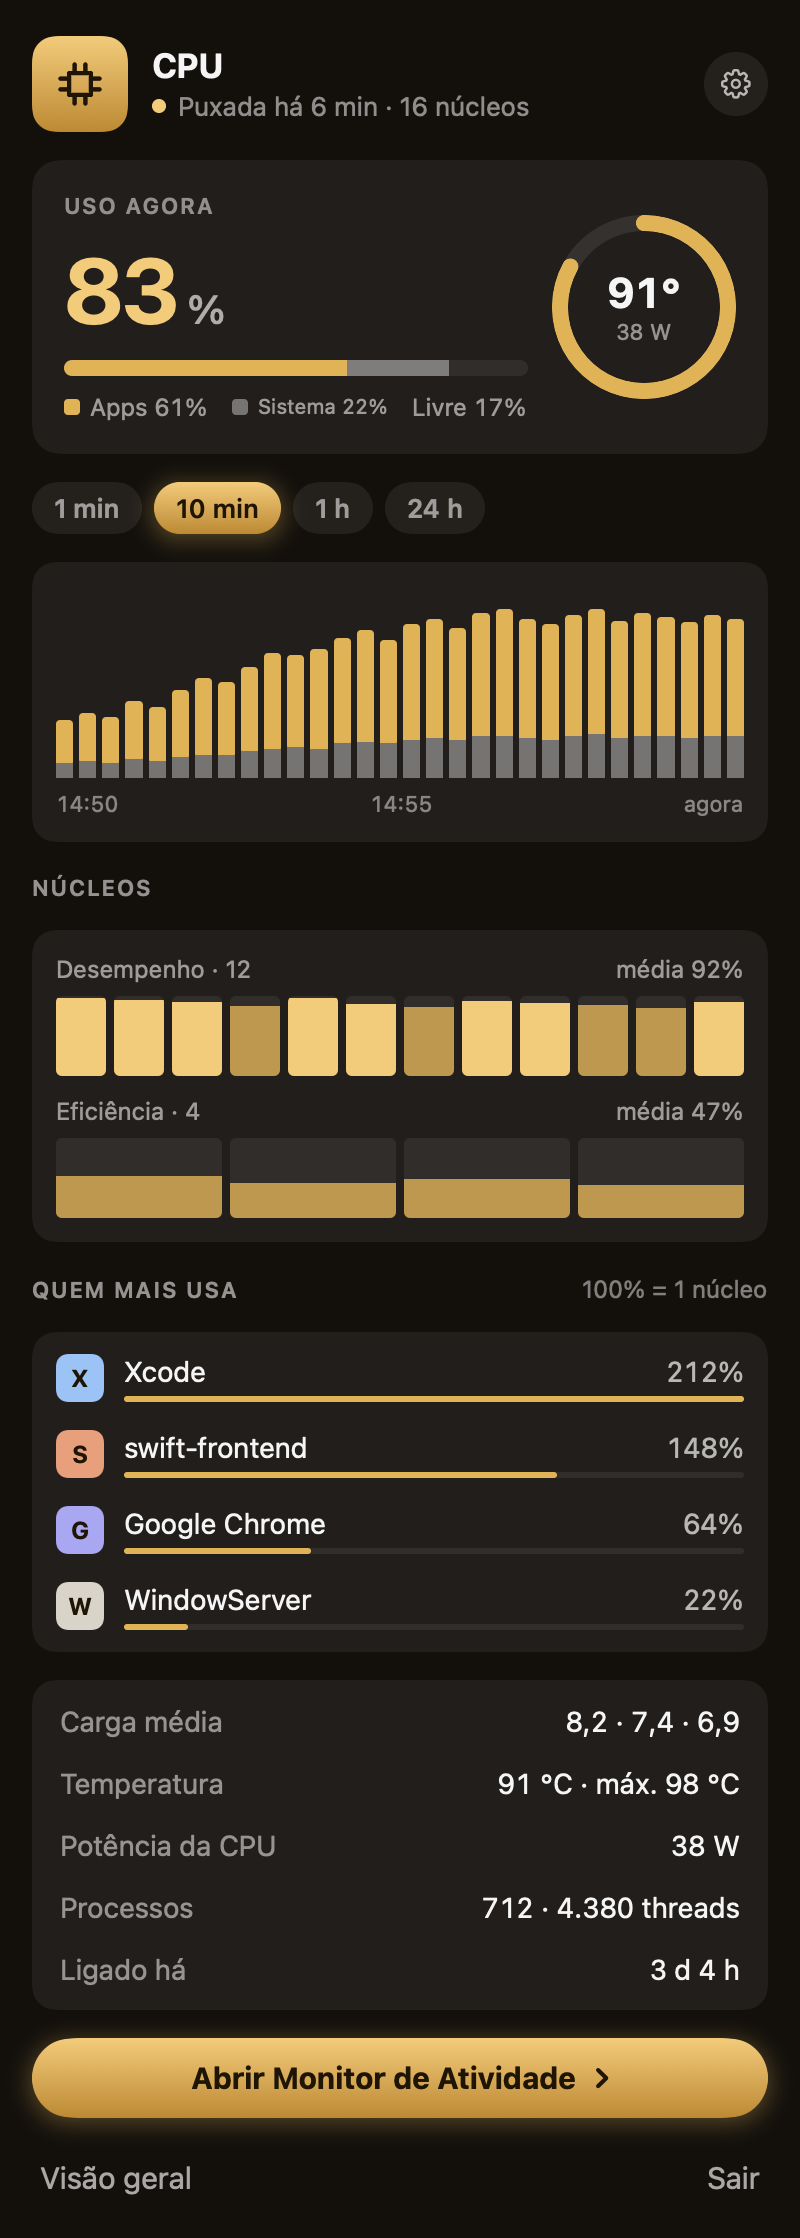 CPU
Puxada há 6 min · 16 núcleos
USO AGORA
83 %
91°
38 W
Apps 61% Sistema 22% Livre 17%
1 min 10 min 1 h 24 h
14:50 14:55 agora
NÚCLEOS
Desempenho · 12 média 92%
Eficiência · 4 média 47%
QUEM MAIS USA 100% = 1 núcleo
X Xcode 212%
S swift-frontend 148%
G Google Chrome 64%
W WindowServer 22%
Carga média 8,2 · 7,4 · 6,9
Temperatura 91 °C · máx. 98 °C
Potência da CPU 38 W
Processos 712 · 4.380 threads
Ligado há 3 d 4 h
Abrir Monitor de Atividade
Visão geral Sair